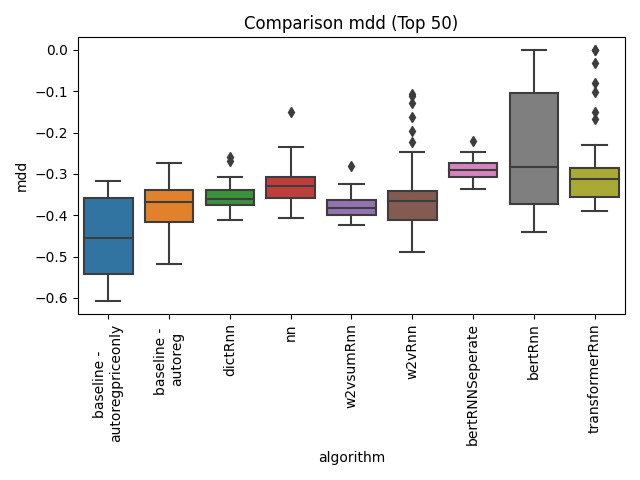 Comparison mdd (Top 50)
mdd
0.0
−0.1
−0.2
−0.3
−0.4
−0.5
−0.6
baseline -
autoregpriceonly
baseline -
autoreg
dictRnn
nn
w2vsumRnn
w2vRnn
bertRNNSeperate
bertRnn
transformerRnn
algorithm